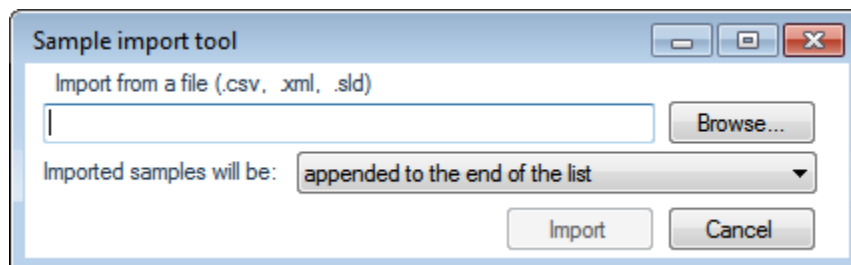 Sample import tool
Import from a file (.csv, .xml, .sld)
Browse...
Imported samples will be: appended to the end of the list
Import Cancel